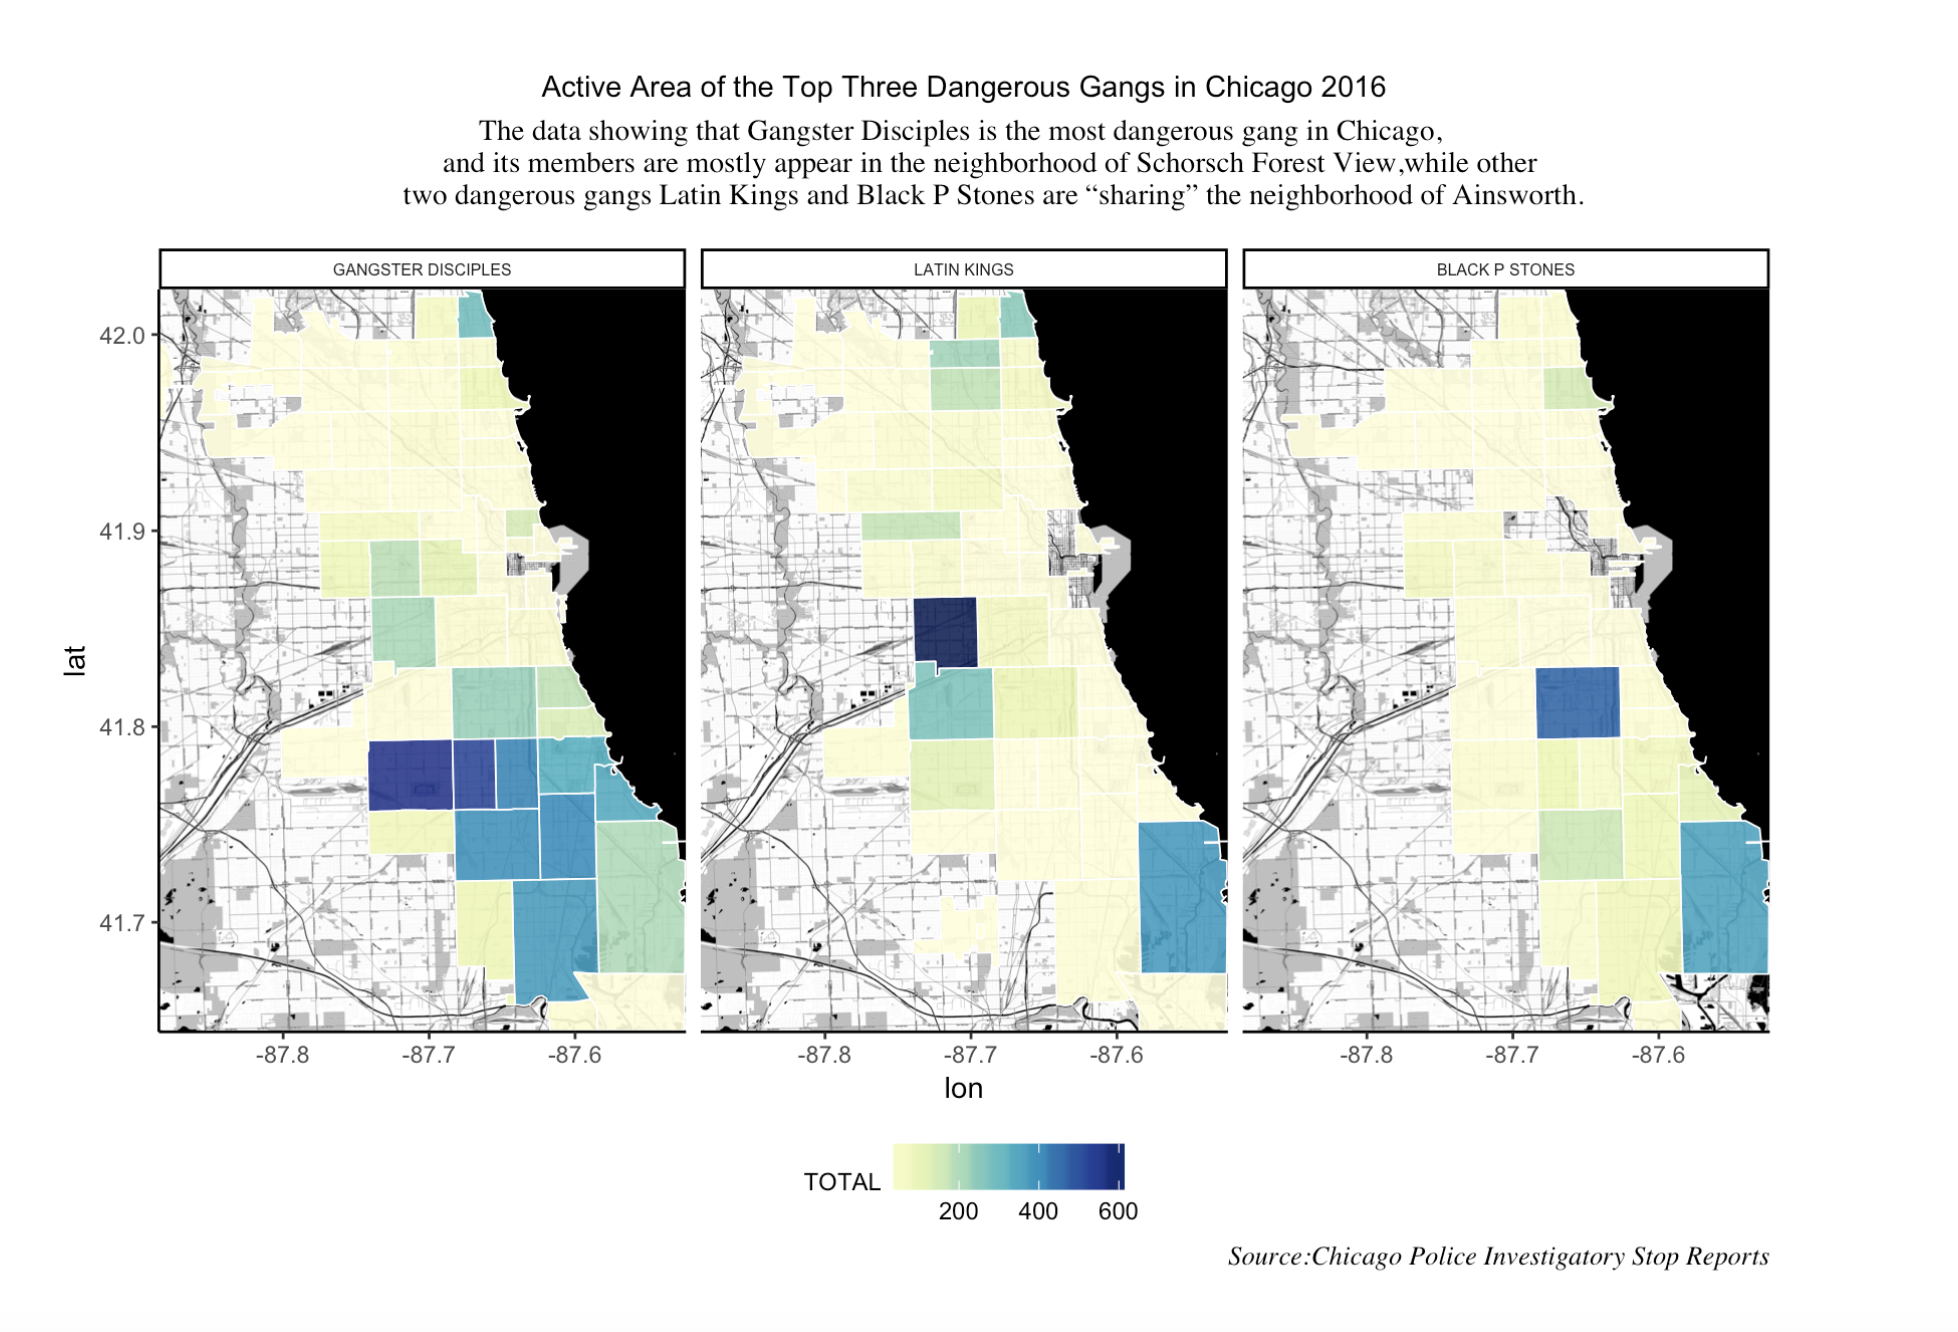 Active Area of the Top Three Dangerous Gangs in Chicago 2016
The data showing that Gangster Disciples is the most dangerous gang in Chicago,
and its members are mostly appear in the neighborhood of Schorsch Forest View,while other
two dangerous gangs Latin Kings and Black P Stones are “sharing” the neighborhood of Ainsworth.
GANGSTER DISCIPLES
LATIN KINGS
BLACK P STONES
42.0
41.9
41.8
41.7
lat
-87.8 -87.7 -87.6
-87.8 -87.7 -87.6
-87.8 -87.7 -87.6
lon
TOTAL
200 400 600
Source:Chicago Police Investigatory Stop Reports